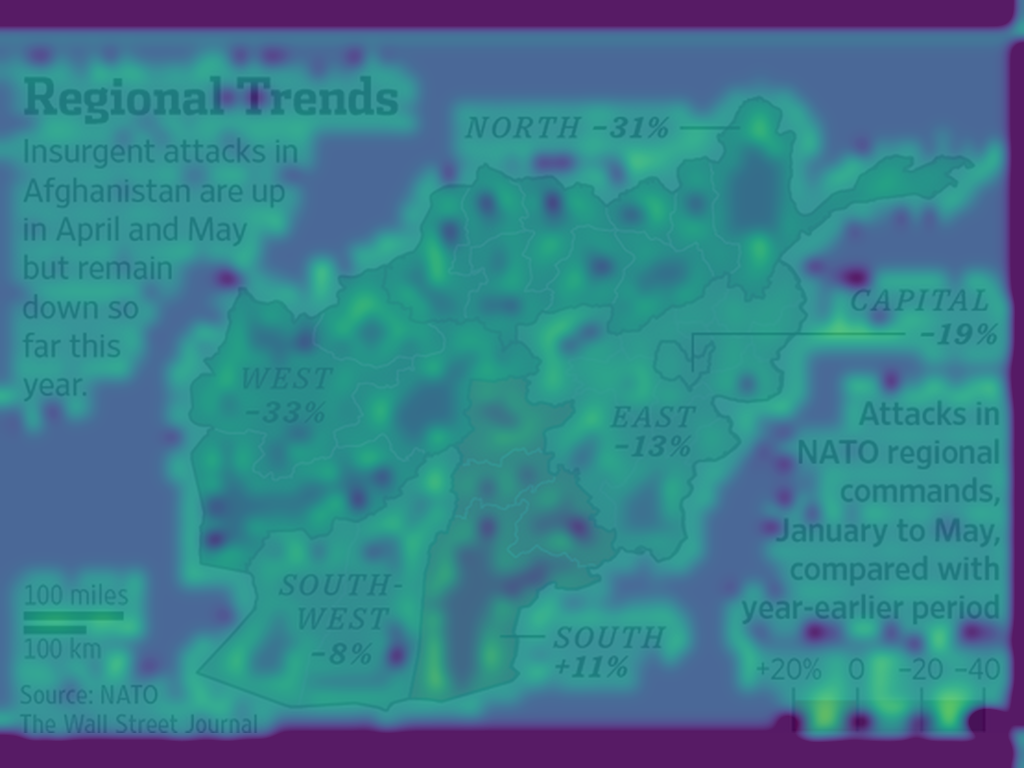 Regional Trends
Insurgent attacks in
Afghanistan are up
in April and May
but remain
down so
far this
year.
NORTH –31%
CAPITAL
–19%
WEST
–33%
EAST
–13%
SOUTH-
WEST
–8%
SOUTH
+11%
Attacks in
NATO regional
commands,
January to May,
compared with
year-earlier period
+20% 0 –20 –40
100 miles
100 km
Source: NATO
The Wall Street Journal